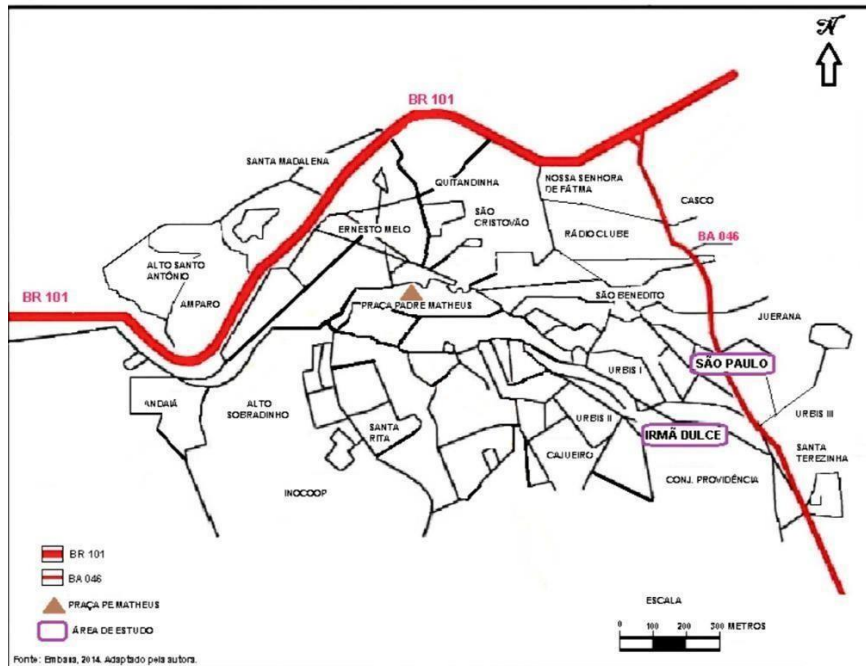 N
BR 101
SANTA MADALENA
QUITANDINHA
NOSSA SENHORA
DE FÁTMA
CASCO
SÃO
CRISTOVÃO
ERNESTO MELO
RÁDIO CLUBE
BA 046
ALTO SANTO
ANTÔNIO
AMPARO
BR 101
PRAÇA PADRE MATHEUS
SÃO BENEDITO
JUERANA
SÃO PAULO
URBIS I
ANDAIÁ
ALTO
SOBRADINHO
SANTA
RITA
URBIS II
IRMÃ DULCE
URBIS III
SANTA
TEREZINHA
CAJUEIRO
CONJ. PROVIDÊNCIA
INOCOOP
BR 101
BA 046
PRAÇA PE MATHEUS
ÁREA DE ESTUDO
ESCALA
0 100 200 300 METROS
Fonte: Embasa, 2014. Adaptado pela autora.